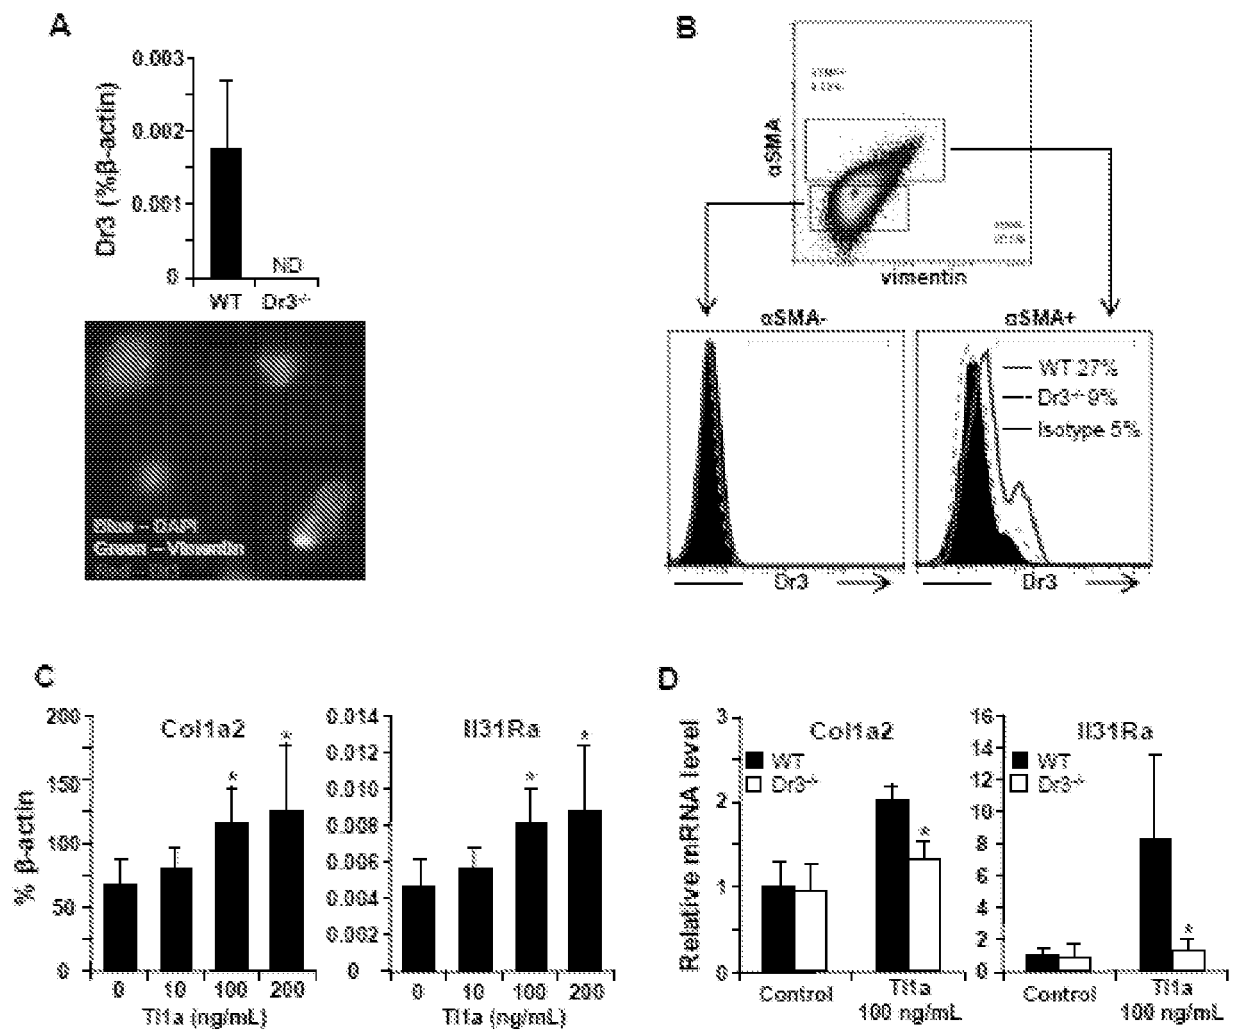 A
0.003
0.002
0.001
0
Dr3 (%β-actin)
ND
WT Dr3-/-
Blue – DAPI
Green – Vimentin
B
αSMA
vimentin
αSMA-
αSMA+
WT 27%
Dr3-/- 9%
Isotype 5%
Dr3
Dr3
C
% β-actin
200
150
100
50
0
Col1a2
*
*
0 10 100 200
Tl1a (ng/mL)
0.014
0.012
0.010
0.008
0.006
0.004
0.002
0
Il31Ra
*
*
0 10 100 200
Tl1a (ng/mL)
D
Relative mRNA level
3
2
1
0
Col1a2
WT
Dr3-/-
*
Control
Tl1a
100 ng/mL
16
14
12
10
8
6
4
2
0
Il31Ra
WT
Dr3-/-
*
Control
Tl1a
100 ng/mL